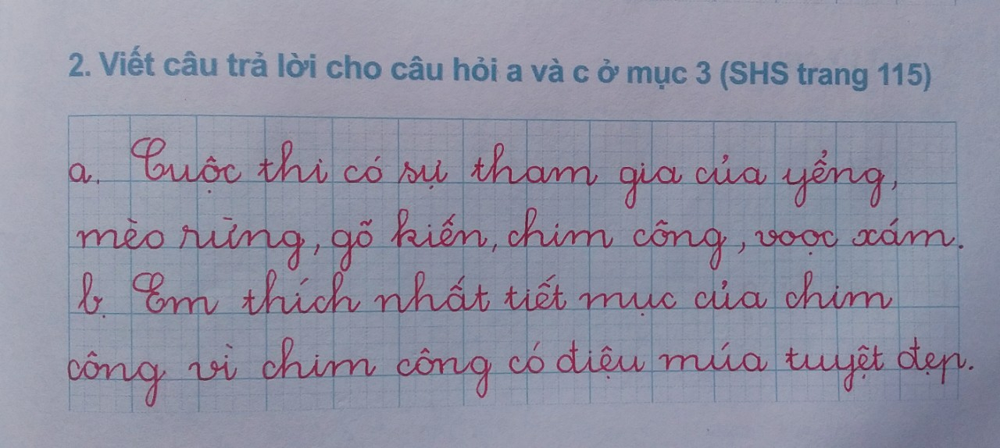 2. Viết câu trả lời cho câu hỏi a và c ở mục 3 (SHS trang 115)
a. Cuộc thi có sự tham gia của yểng,
mèo rừng, gõ kiến, chim công, voọc xám.
b. Em thích nhất tiết mục của chim
công vì chim công có điệu múa tuyệt đẹp.